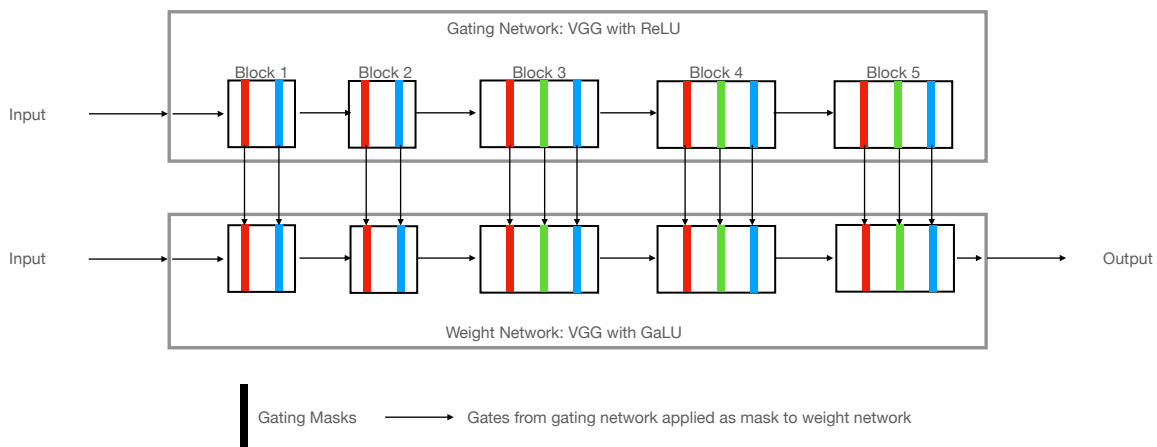 Gating Network: VGG with ReLU
Block 1
Block 2
Block 3
Block 4
Block 5
Input
Input
Output
Weight Network: VGG with GaLU
Gating Masks
Gates from gating network applied as mask to weight network